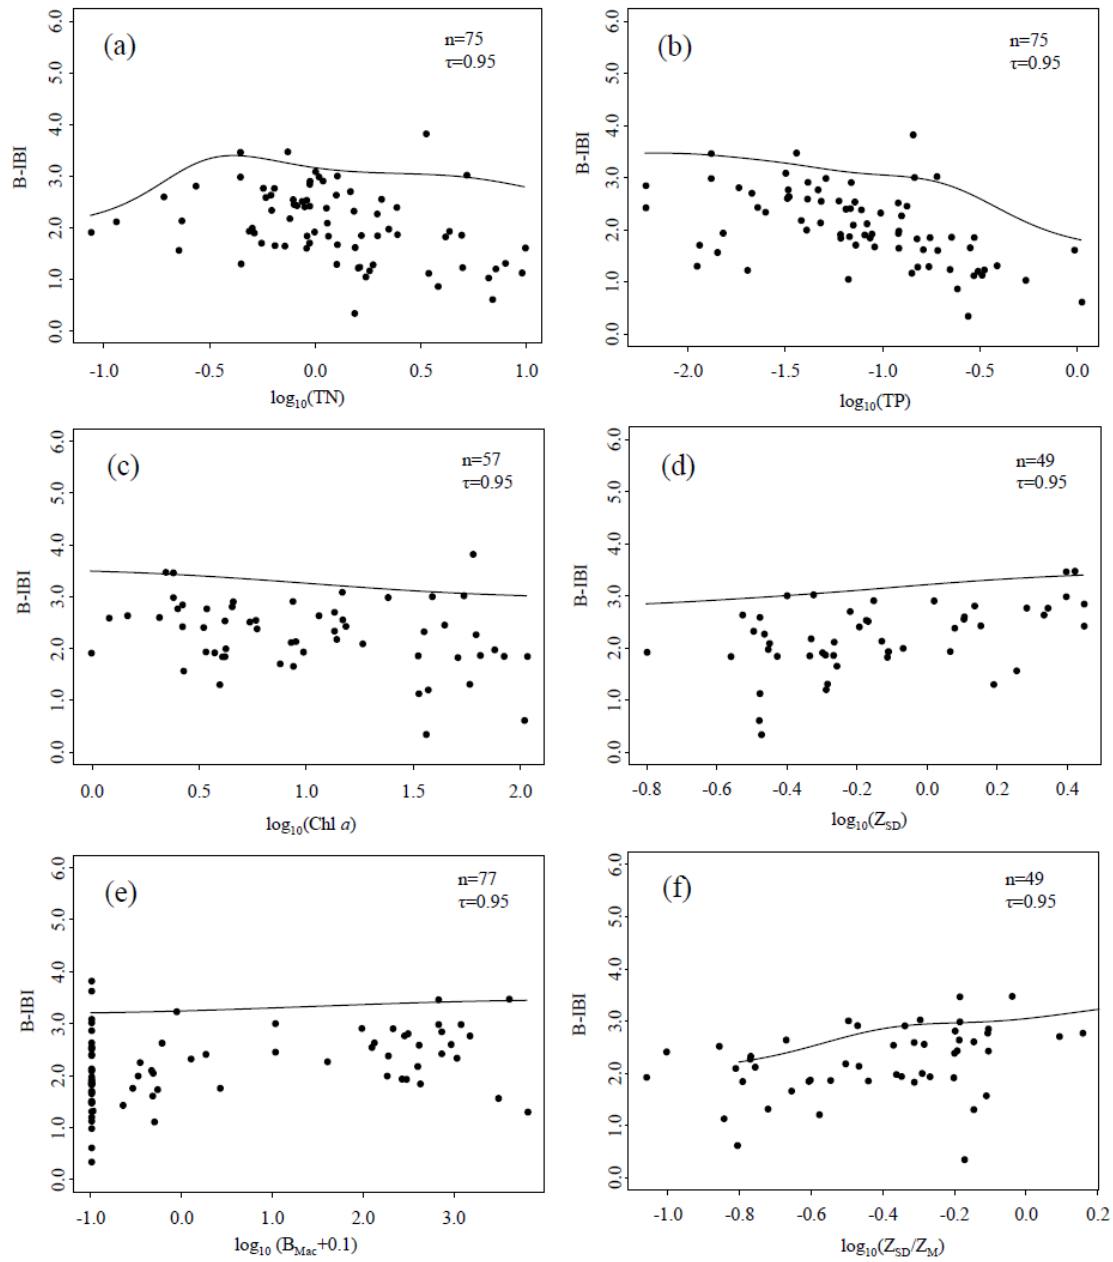 (a)
n=75
τ=0.95
B-IBI
6.0
5.0
4.0
3.0
2.0
1.0
0.0
-1.0 -0.5 0.0 0.5 1.0
log10(TN)
(b)
n=75
τ=0.95
B-IBI
6.0
5.0
4.0
3.0
2.0
1.0
0.0
-2.0 -1.5 -1.0 -0.5 0.0
log10(TP)
(c)
n=57
τ=0.95
B-IBI
6.0
5.0
4.0
3.0
2.0
1.0
0.0
0.0 0.5 1.0 1.5 2.0
log10(Chl a)
(d)
n=49
τ=0.95
B-IBI
6.0
5.0
4.0
3.0
2.0
1.0
0.0
-0.8 -0.6 -0.4 -0.2 0.0 0.2 0.4
log10(ZSD)
(e)
n=77
τ=0.95
B-IBI
6.0
5.0
4.0
3.0
2.0
1.0
0.0
-1.0 0.0 1.0 2.0 3.0
log10 (BMac+0.1)
(f)
n=49
τ=0.95
B-IBI
6.0
5.0
4.0
3.0
2.0
1.0
0.0
-1.0 -0.8 -0.6 -0.4 -0.2 0.0 0.2
log10(ZSD/ZM)